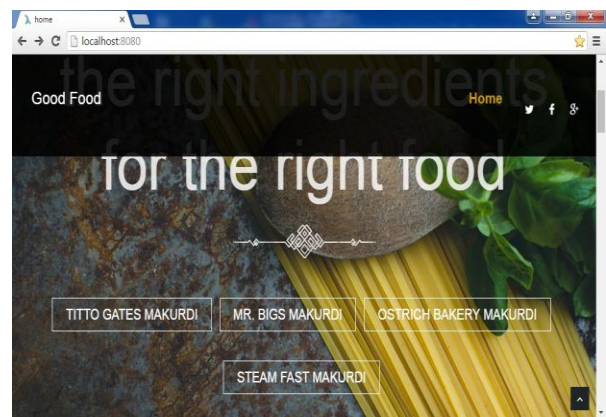 home
localhost:8080
the right ingredients
Good Food
Home
for the right food
TITTO GATES MAKURDI
MR. BIGS MAKURDI
OSTRICH BAKERY MAKURDI
STEAM FAST MAKURDI